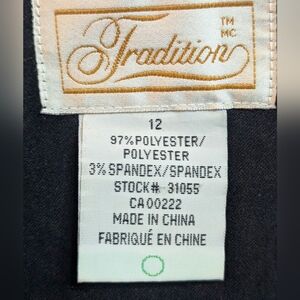 Tradition TM
MC
12
97% POLYESTER/
POLYESTER
3% SPANDEX/SPANDEX
STOCK# 31055
CA 00222
MADE IN CHINA
FABRIQUÉ EN CHINE